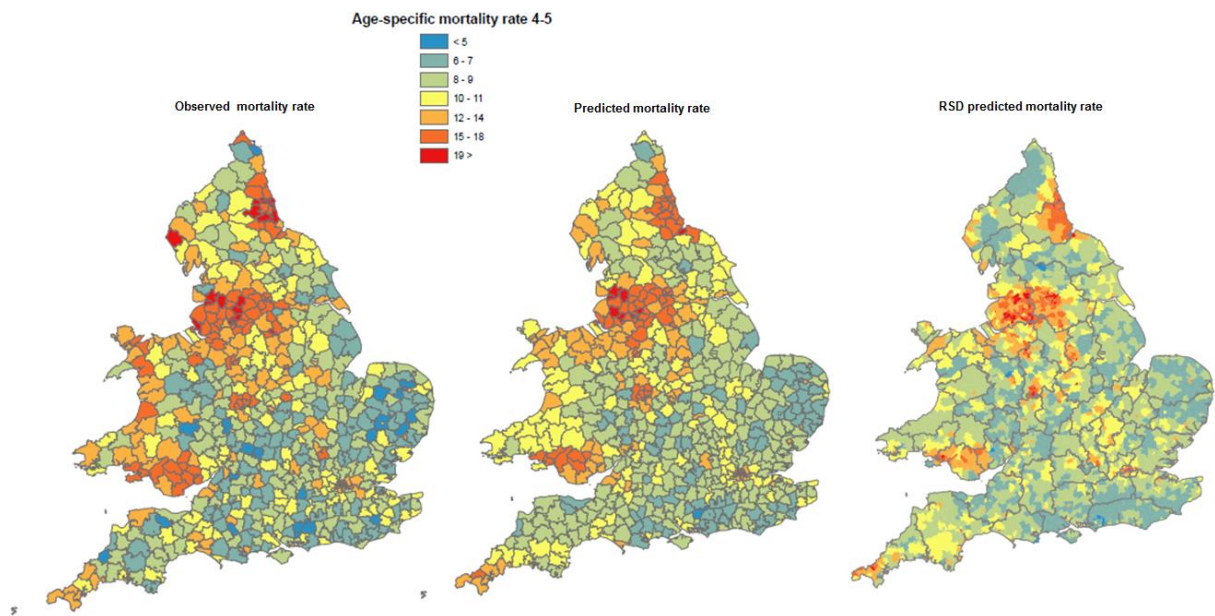 Age-specific mortality rate 4-5
< 5
6 - 7
8 - 9
10 - 11
12 - 14
15 - 18
19 >
Observed mortality rate
Predicted mortality rate
RSD predicted mortality rate